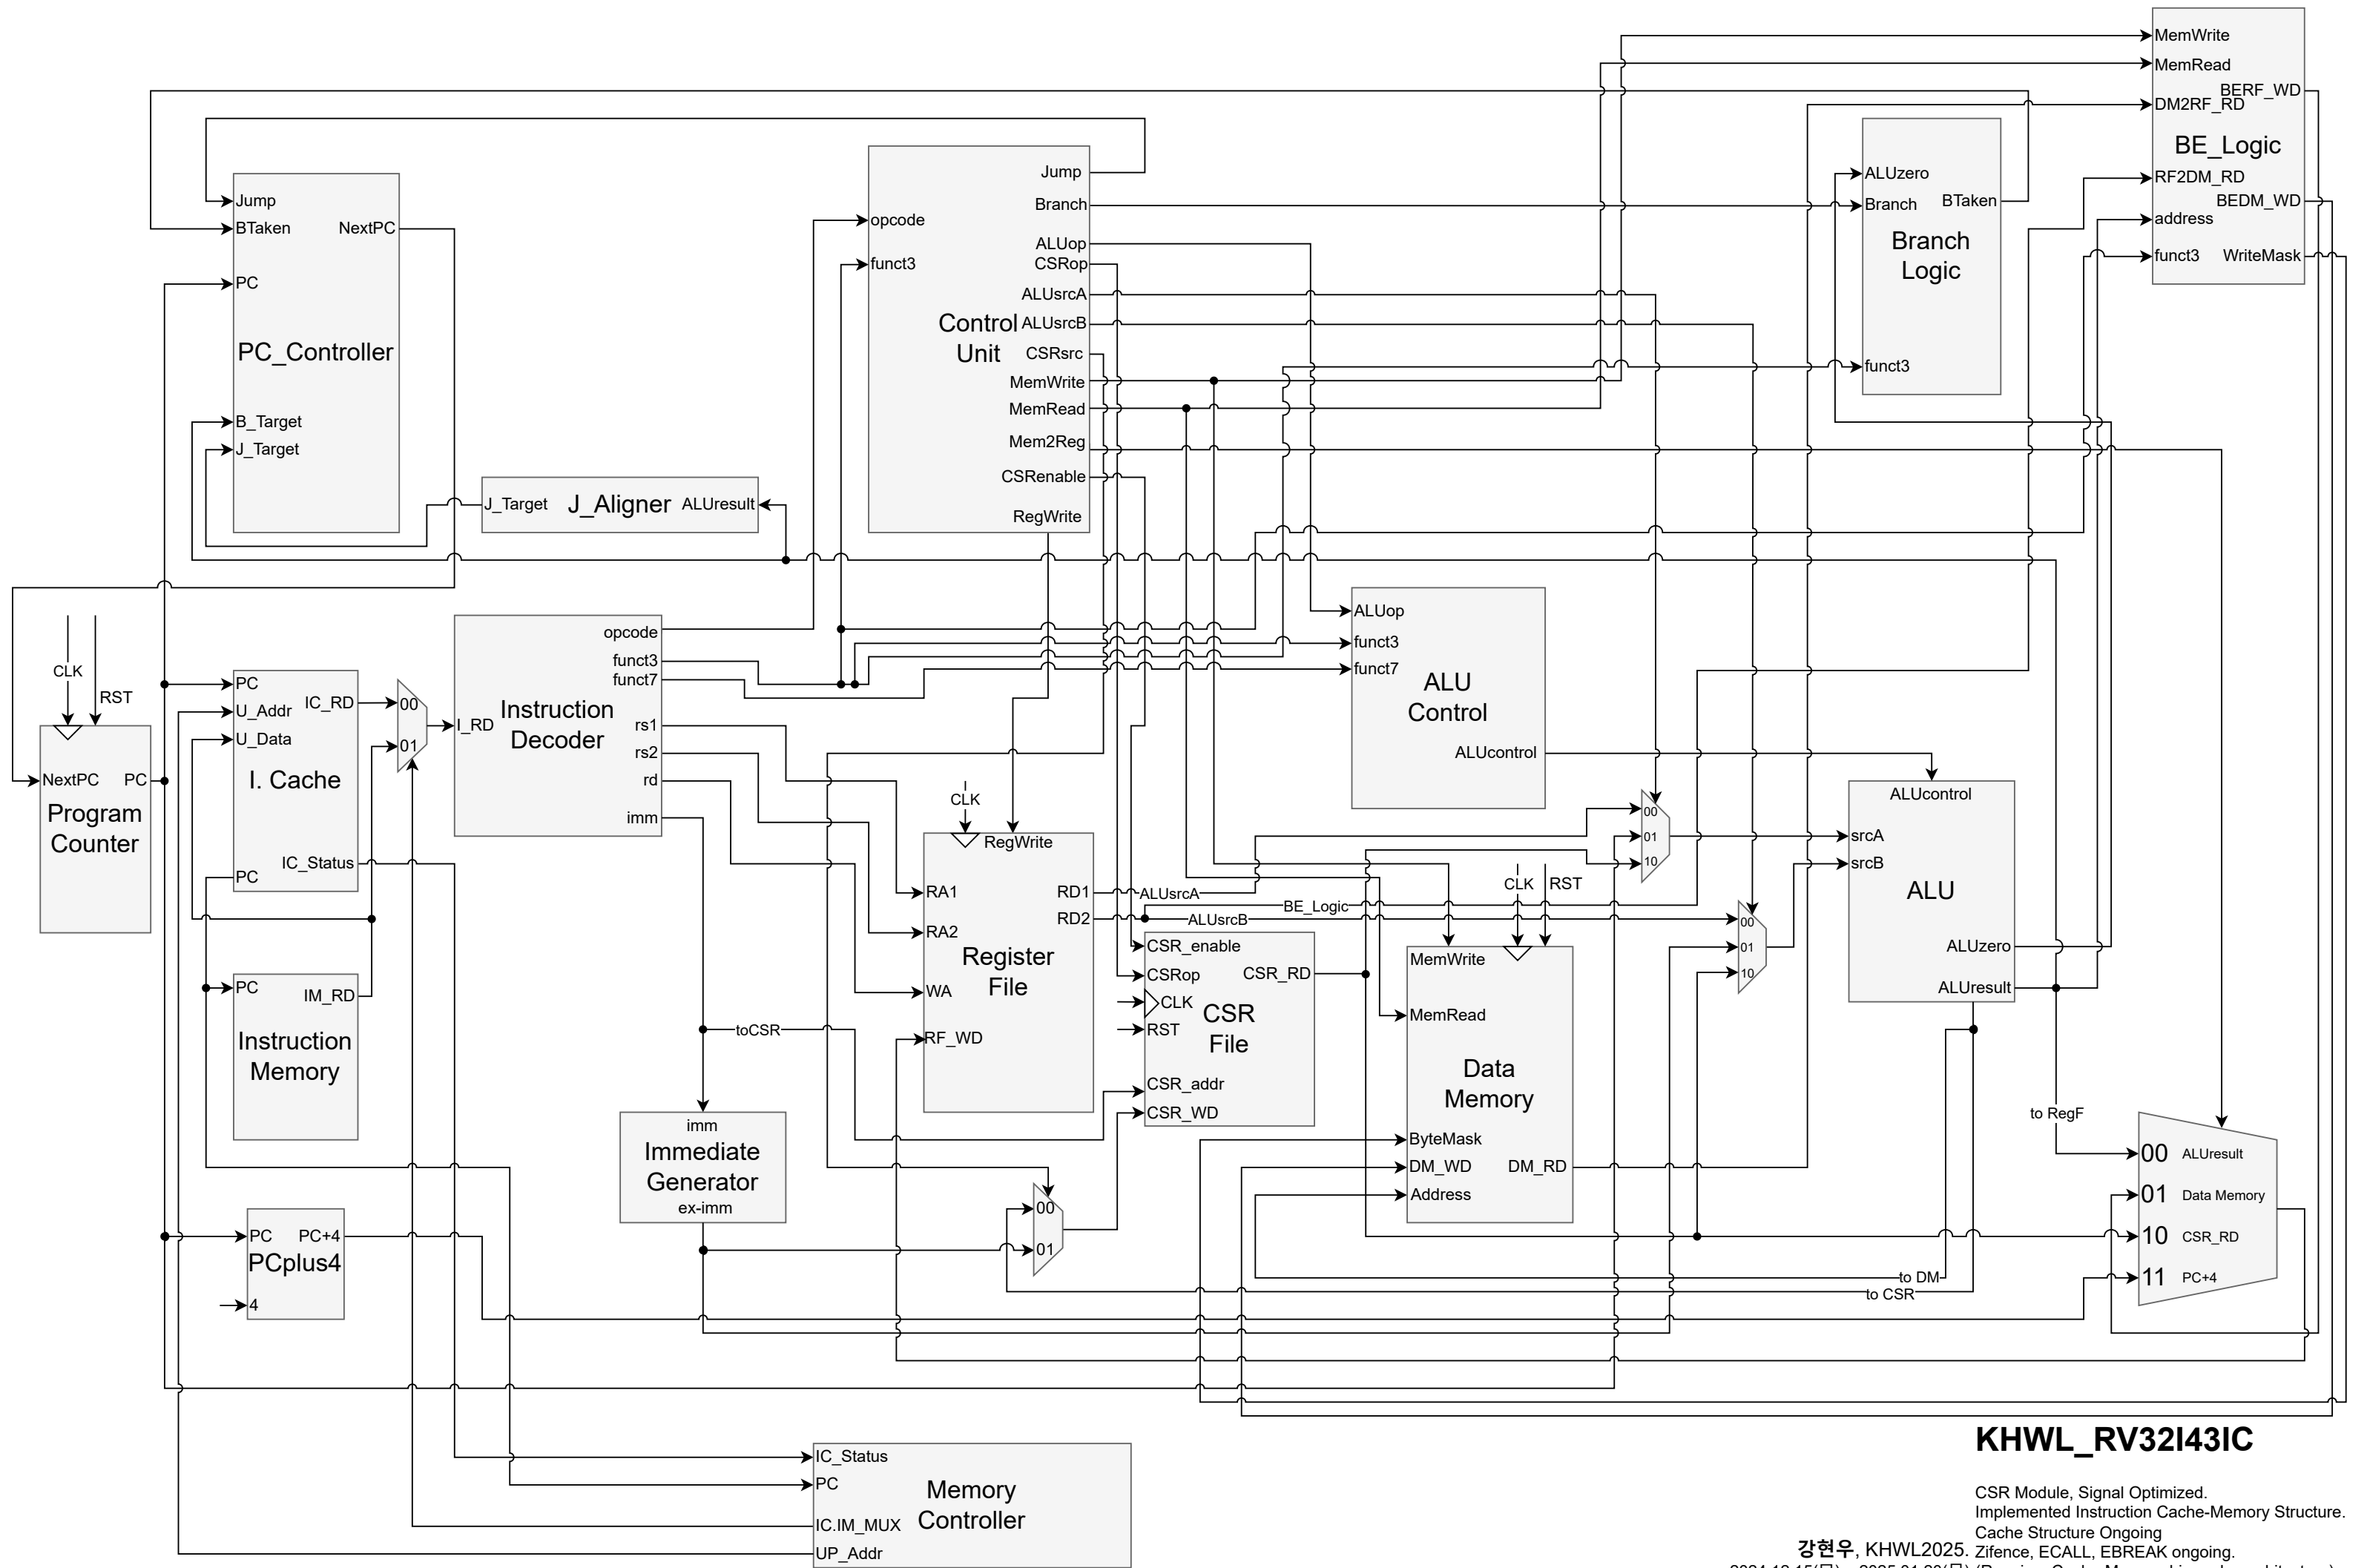 MemWrite
MemRead
BERF_WD
DM2RF_RD
BE_Logic
RF2DM_RD
BEDM_WD
address
funct3 WriteMask
Jump
BTaken NextPC
PC
PC_Controller
B_Target
J_Target
J_Target J_Aligner ALUresult
Jump
Branch
opcode
ALUop
funct3 CSRop
ALUsrcA
Control ALUsrcB
Unit CSRsrc
MemWrite
MemRead
Mem2Reg
CSRenable
RegWrite
ALUzero
Branch BTaken
Branch
Logic
funct3
CLK
RST
NextPC PC
Program
Counter
PC
U_Addr IC_RD
U_Data
I. Cache
IC_Status
PC
00
01
PC IM_RD
Instruction
Memory
PC PC+4
PCplus4
4
opcode
funct3
funct7
I_RD Instruction
Decoder
rs1
rs2
rd
imm
toCSR
imm
Immediate
Generator
ex-imm
CLK
RegWrite
RA1 RD1
RA2 RD2
Register
File
WA
RF_WD
ALUsrcA
BE_Logic
ALUsrcB
CSR_enable
CSRop CSR_RD
CLK
CSR
RST
File
CSR_addr
CSR_WD
00
01
ALUop
funct3
funct7
ALU
Control
ALUcontrol
CLK
RST
MemWrite
MemRead
Data
Memory
ByteMask
DM_WD DM_RD
Address
00
01
10
00
01
10
ALUcontrol
srcA
srcB
ALU
ALUzero
ALUresult
to RegF
to DM
to CSR
00 ALUresult
01 Data Memory
10 CSR_RD
11 PC+4
IC_Status
PC
Memory
Controller
IC.IM_MUX
UP_Addr
KHWL_RV32I43IC
CSR Module, Signal Optimized.
Implemented Instruction Cache-Memory Structure.
Cache Structure Ongoing
강현우, KHWL2025. Zifence, ECALL, EBREAK ongoing.